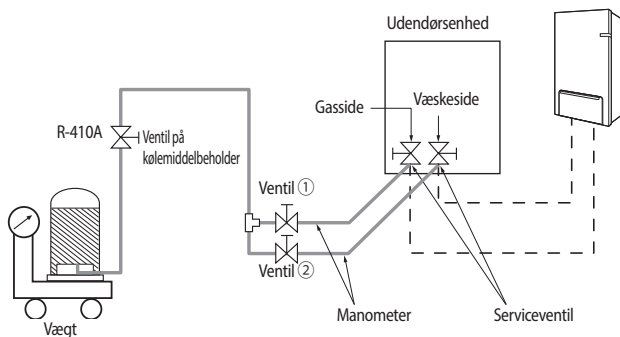 Udendørsenhed
Gasside
Væskeside
R-410A
Ventil på
kølemiddelbeholder
Ventil ①
Ventil ②
Manometer
Serviceventil
Vægt